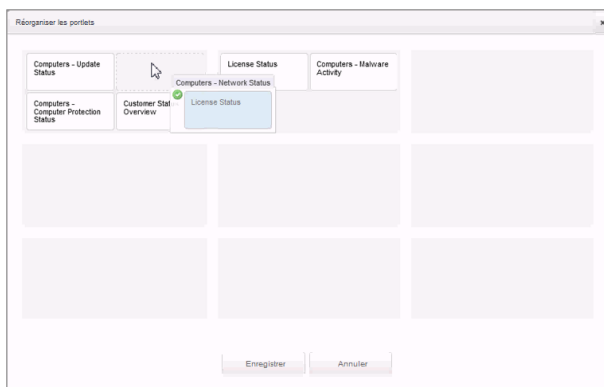 Réorganiser les portlets
x
Computers - Update
Status
License Status
Computers - Malware
Activity
Computers - Network Status
License Status
Computers -
Computer Protection
Status
Customer Stat
Overview
Enregistrer
Annuler